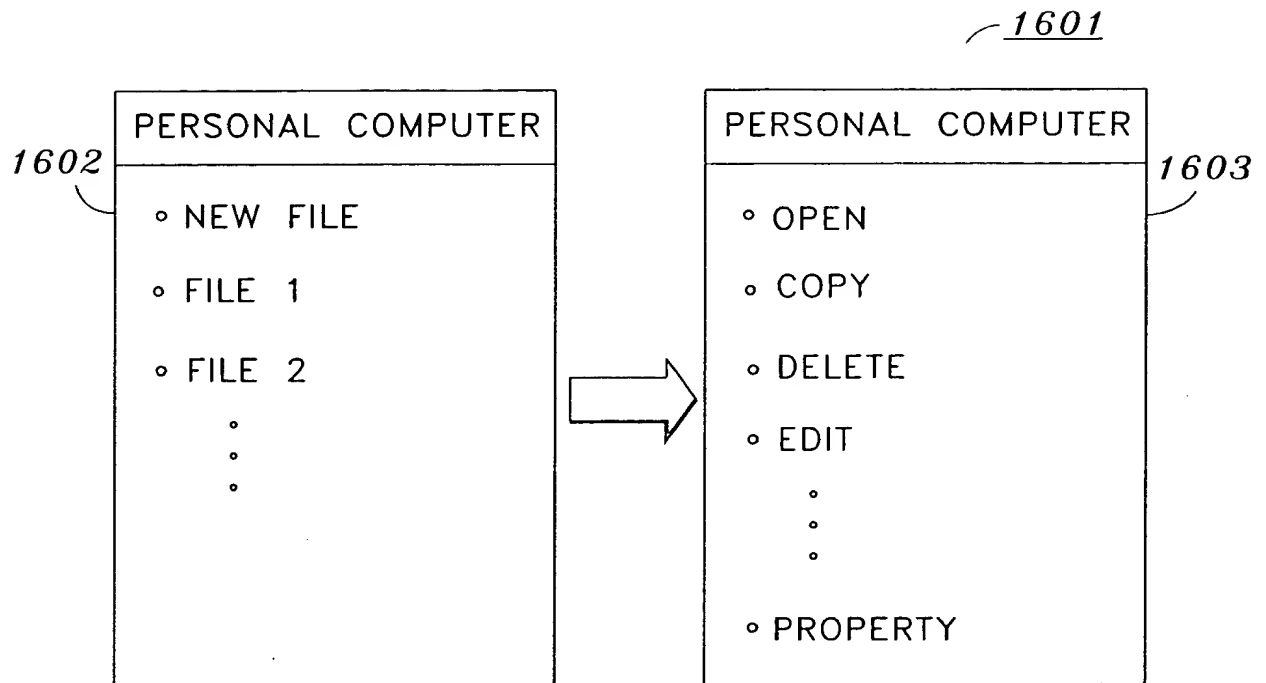 1601
PERSONAL COMPUTER
1602
NEW FILE
FILE 1
FILE 2
PERSONAL COMPUTER
1603
OPEN
COPY
DELETE
EDIT
PROPERTY